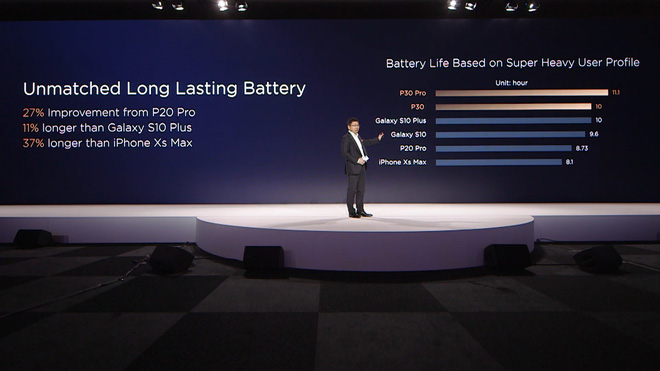 Unmatched Long Lasting Battery
27% Improvement from P20 Pro
11% longer than Galaxy S10 Plus
37% longer than iPhone Xs Max
Battery Life Based on Super Heavy User Profile
Unit: hour
P30 Pro 11.1
P30 10
Galaxy S10 Plus 10
Galaxy S10 9.6
P20 Pro 8.73
iPhone Xs Max 8.1